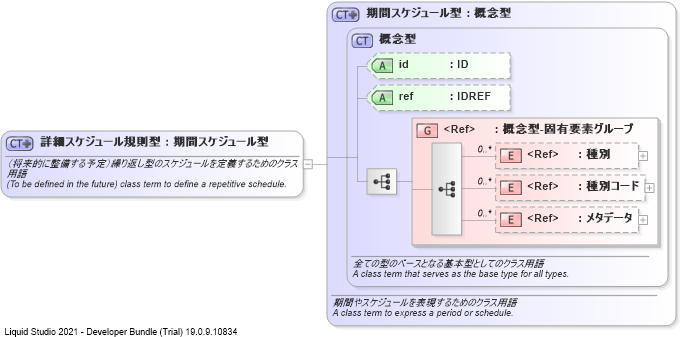 CT 期間スケジュール型 : 概念型
CT 概念型
A id : ID
A ref : IDREF
G <Ref> : 概念型-固有要素グループ
0..*
E <Ref> : 種別
0..*
E <Ref> : 種別コード
0..*
E <Ref> : メタデータ
CT 詳細スケジュール規則型 : 期間スケジュール型
(将来的に整備する予定)繰り返し型のスケジュールを定義するためのクラス
用語
(To be defined in the future) class term to define a repetitive schedule.
全ての型のベースとなる基本型としてのクラス用語
A class term that serves as the base type for all types.
期間やスケジュールを表現するためのクラス用語
A class term to express a period or schedule.
Liquid Studio 2021 - Developer Bundle (Trial) 19.0.9.10834